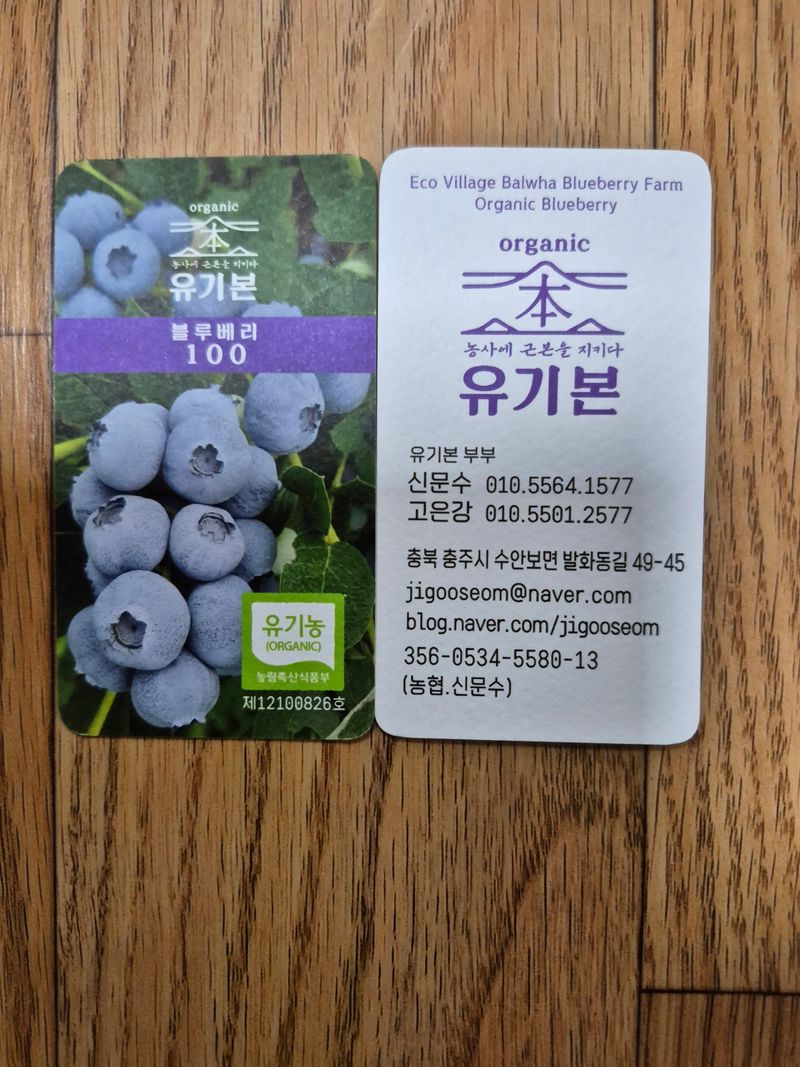 organic
本
농사에 근본을 지키다
유기본
블루베리
100
유기농
(ORGANIC)
농림축산식품부
제12100826호
Eco Village Balwha Blueberry Farm
Organic Blueberry
organic
本
농사에 근본을 지키다
유기본
유기본 부부
신문수 010.5564.1577
고은강 010.5501.2577
충북 충주시 수안보면 발화동길 49-45
jigooseom@naver.com
blog.naver.com/jigooseom
356-0534-5580-13
(농협.신문수)